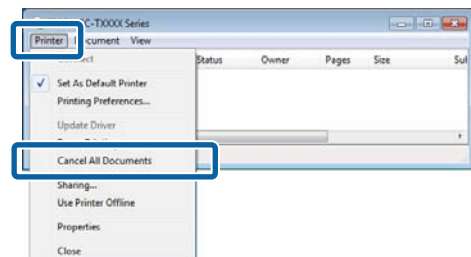 C-TXXXX Series
Printer Document View
Status Owner Pages Size Sul
Set As Default Printer
Printing Preferences...
Update Driver
Cancel All Documents
Sharing...
Use Printer Offline
Properties
Close